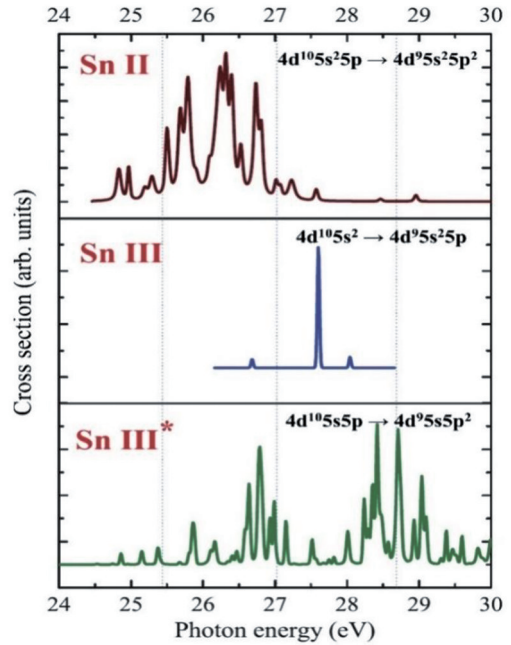 24 25 26 27 28 29 30
Sn II
4d¹⁰5s²5p → 4d⁹5s²5p²
Sn III
4d¹⁰5s² → 4d⁹5s²5p
Sn III*
4d¹⁰5s5p → 4d⁹5s5p²
Cross section (arb. units)
24 25 26 27 28 29 30
Photon energy (eV)